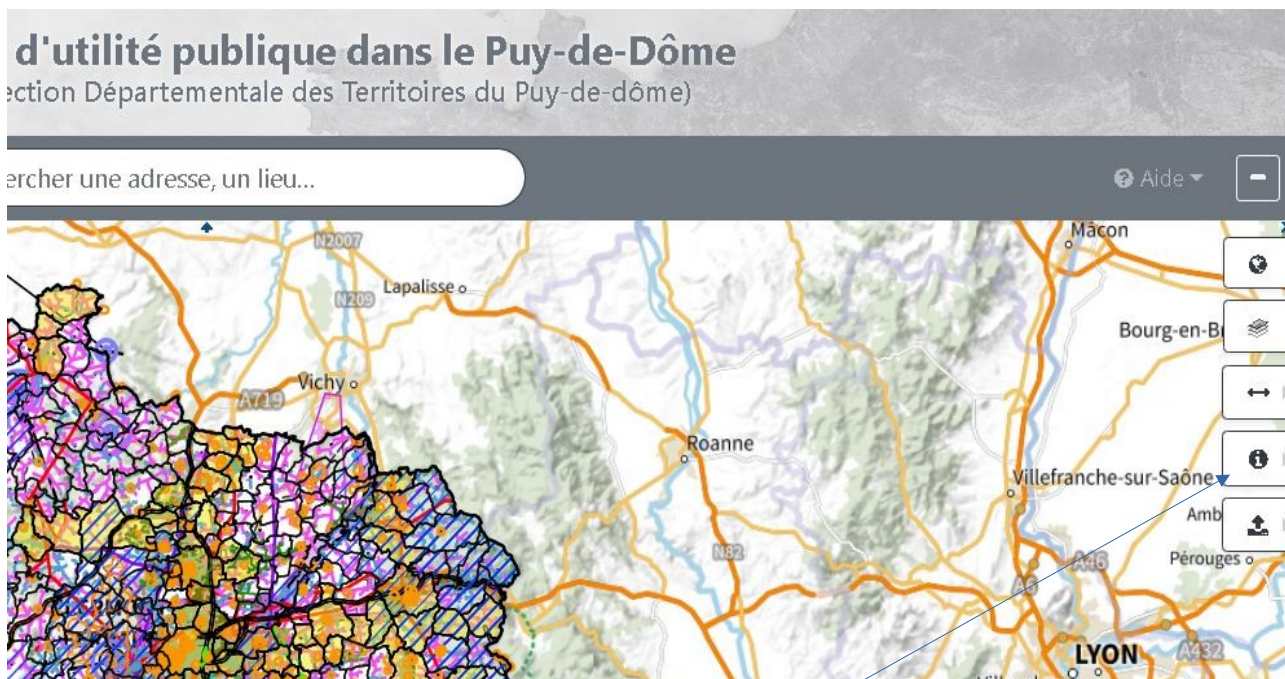 d'utilité publique dans le Puy-de-Dôme
ection Départementale des Territoires du Puy-de-dôme)
ercher une adresse, un lieu...
Aide
N2007
Macon
Lapalisse
N209
Bourg-en-B
Vichy
A719
Roanne
Villefranche-sur-Saône
Amb
N82
A46
Pérouges
A6
LYON
A432